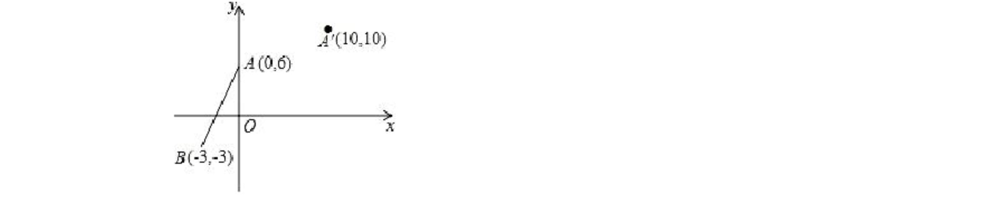 y
A'(10,10)
A(0,6)
O
x
B(-3,-3)